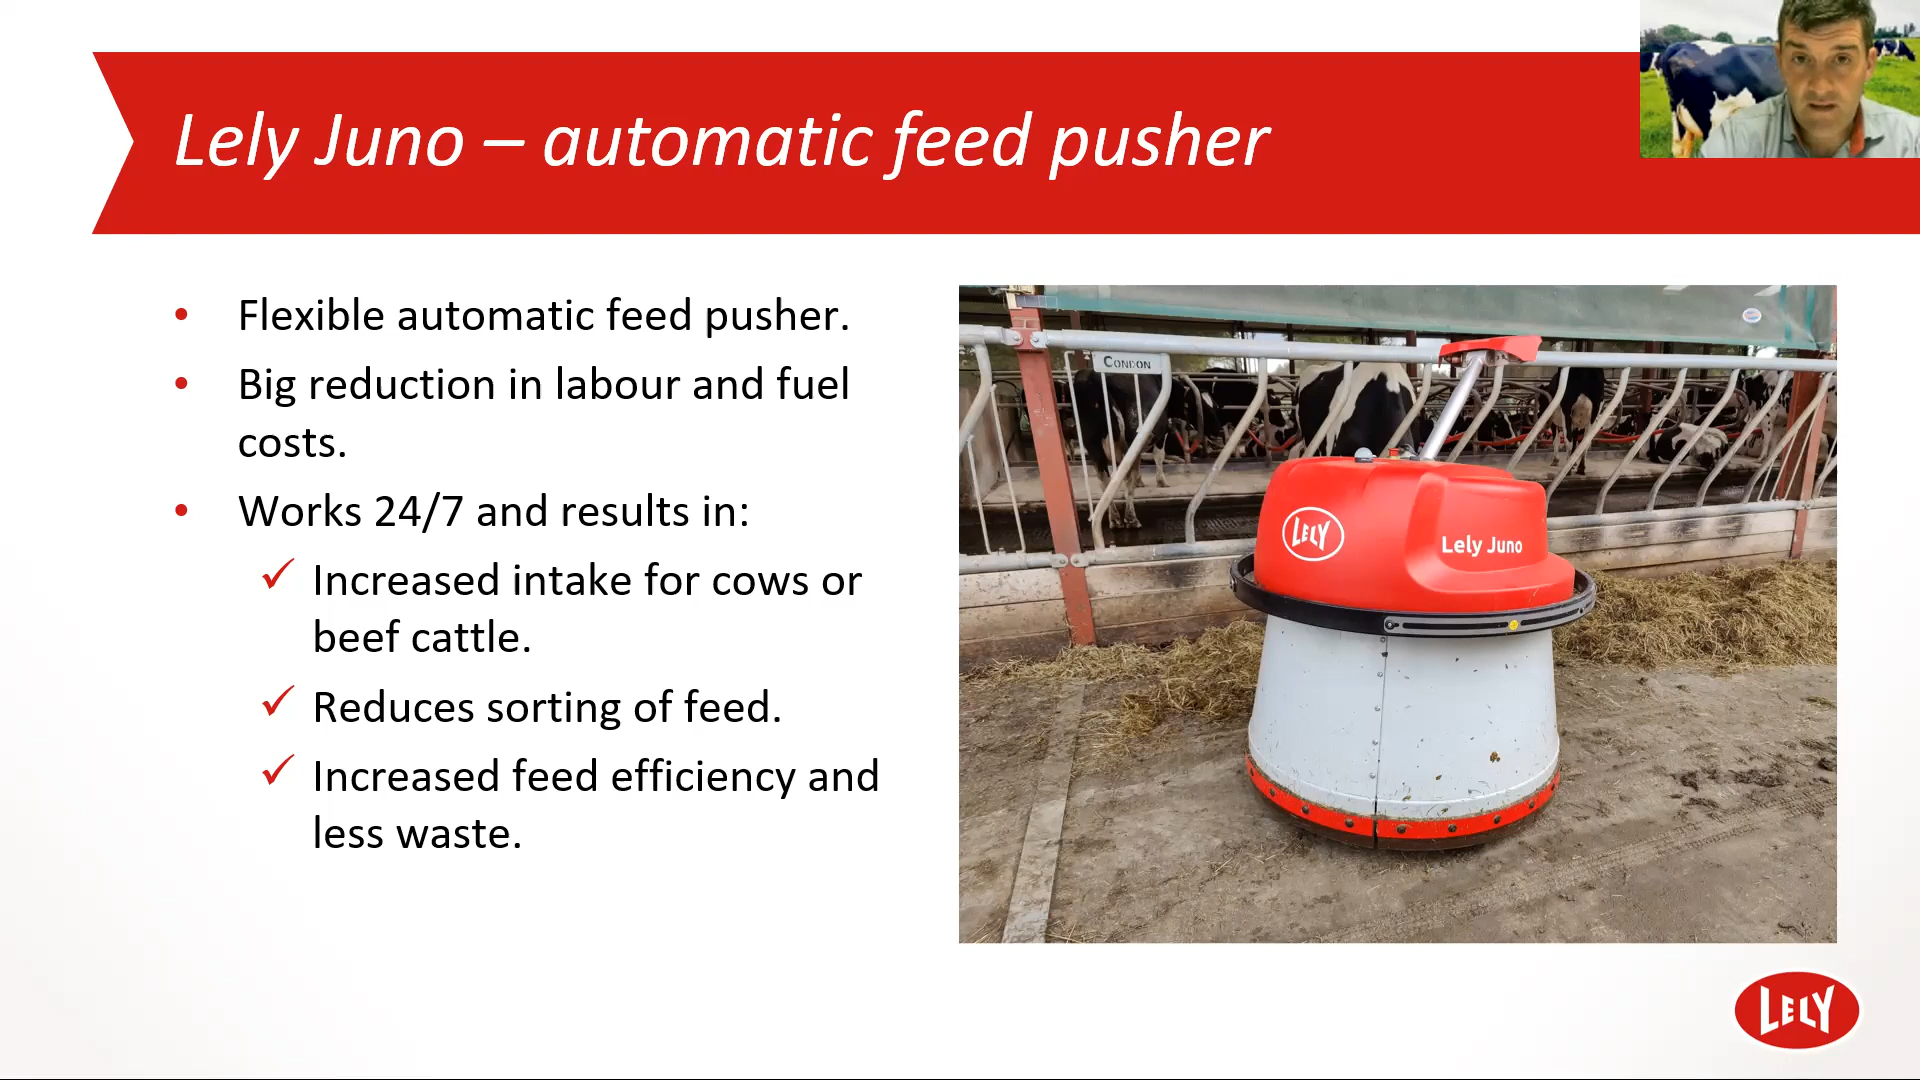 Lely Juno – automatic feed pusher
• Flexible automatic feed pusher.
• Big reduction in labour and fuel
costs.
• Works 24/7 and results in:
✓ Increased intake for cows or
beef cattle.
✓ Reduces sorting of feed.
✓ Increased feed efficiency and
less waste.
CONDON
LELY
Lely Juno
LELY